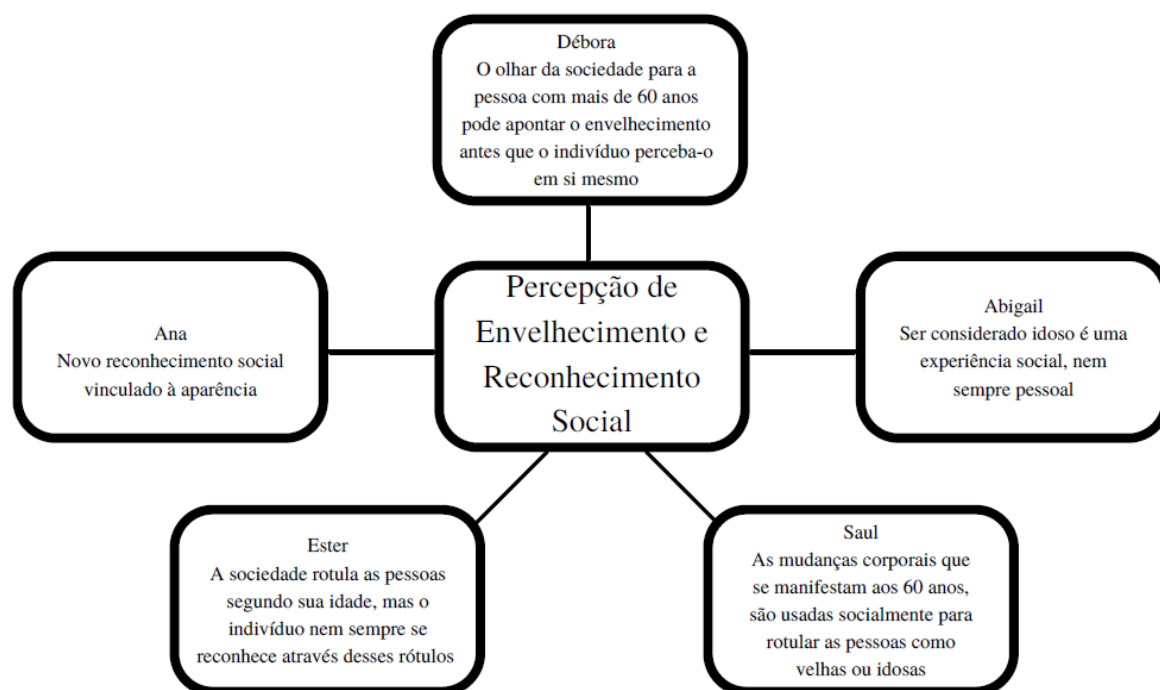 Débora
O olhar da sociedade para a
pessoa com mais de 60 anos
pode apontar o envelhecimento
antes que o indivíduo perceba-o
em si mesmo
Percepção de
Envelhecimento e
Reconhecimento
Social
Ana
Novo reconhecimento social
vinculado à aparência
Abigail
Ser considerado idoso é uma
experiência social, nem
sempre pessoal
Ester
A sociedade rotula as pessoas
segundo sua idade, mas o
indivíduo nem sempre se
reconhece através desses rótulos
Saul
As mudanças corporais que
se manifestam aos 60 anos,
são usadas socialmente para
rotular as pessoas como
velhas ou idosas